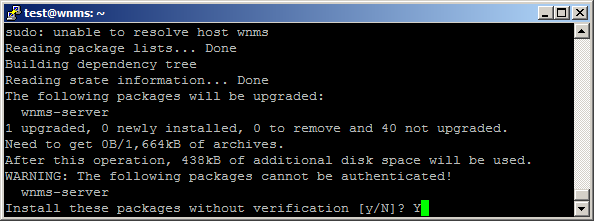 test@wnms: ~
sudo: unable to resolve host wnms
Reading package lists... Done
Building dependency tree
Reading state information... Done
The following packages will be upgraded:
  wnms-server
1 upgraded, 0 newly installed, 0 to remove and 40 not upgraded.
Need to get 0B/1,664kB of archives.
After this operation, 438kB of additional disk space will be used.
WARNING: The following packages cannot be authenticated!
  wnms-server
Install these packages without verification [y/N]? Y